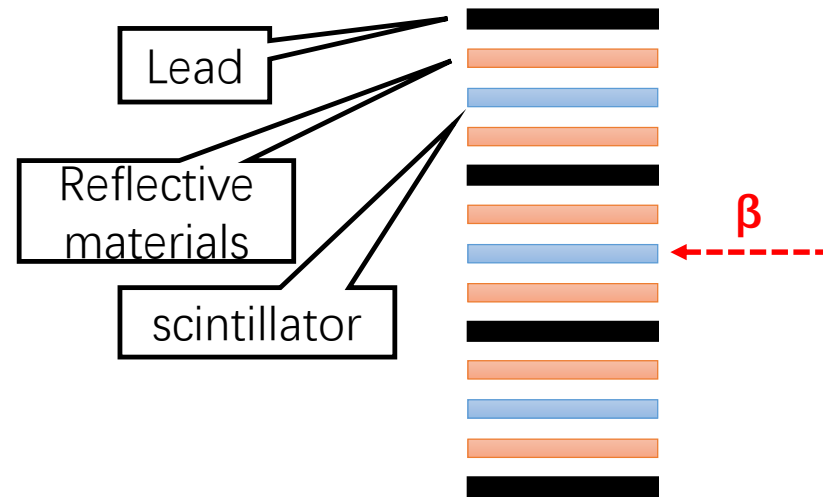 Lead
Reflective
materials
β
scintillator